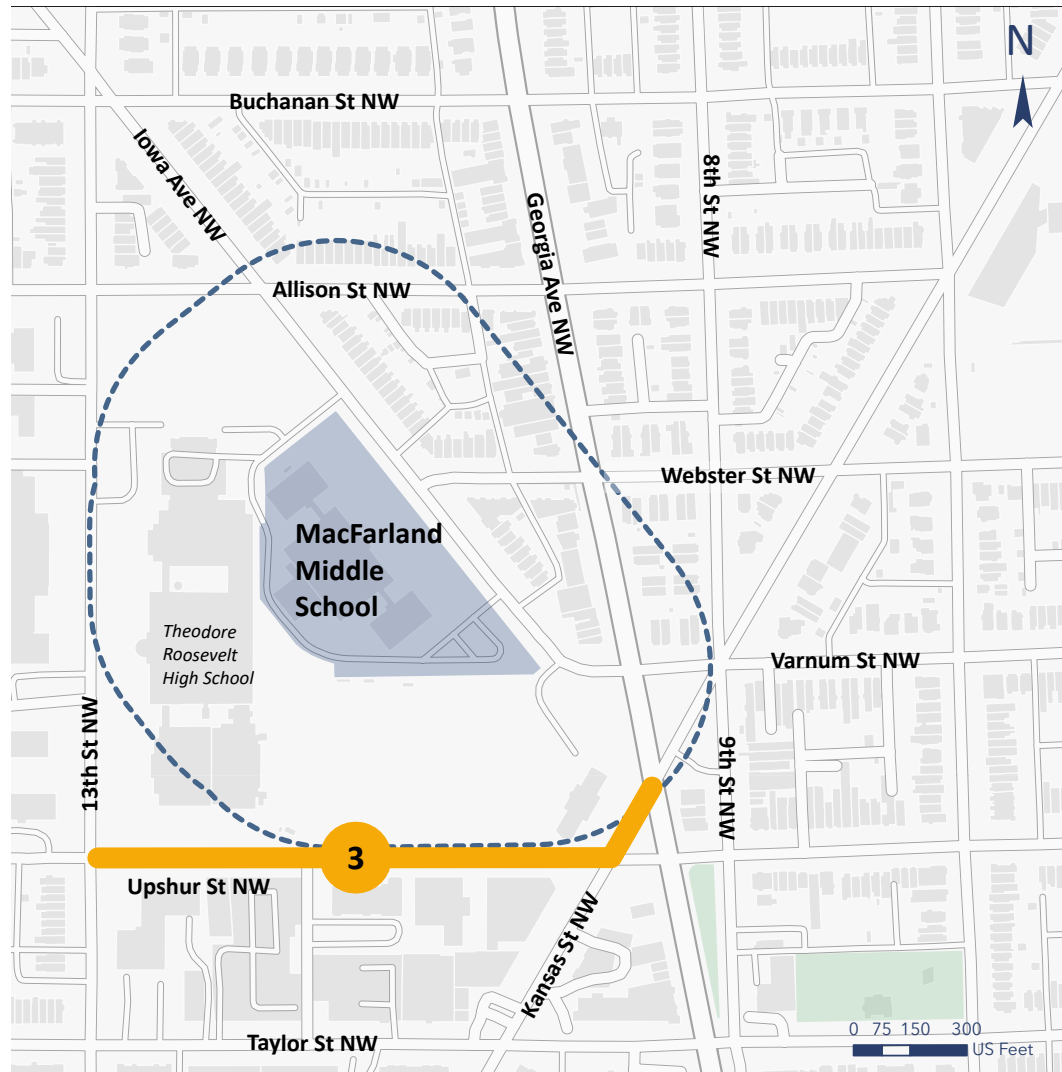 N
Buchanan St NW
Iowa Ave NW
8th St NW
Georgia Ave NW
Allison St NW
Webster St NW
MacFarland
Middle
School
Theodore
Roosevelt
High School
Varnum St NW
13th St NW
9th St NW
3
Upshur St NW
Kansas St NW
Taylor St NW
0 75 150 300
US Feet